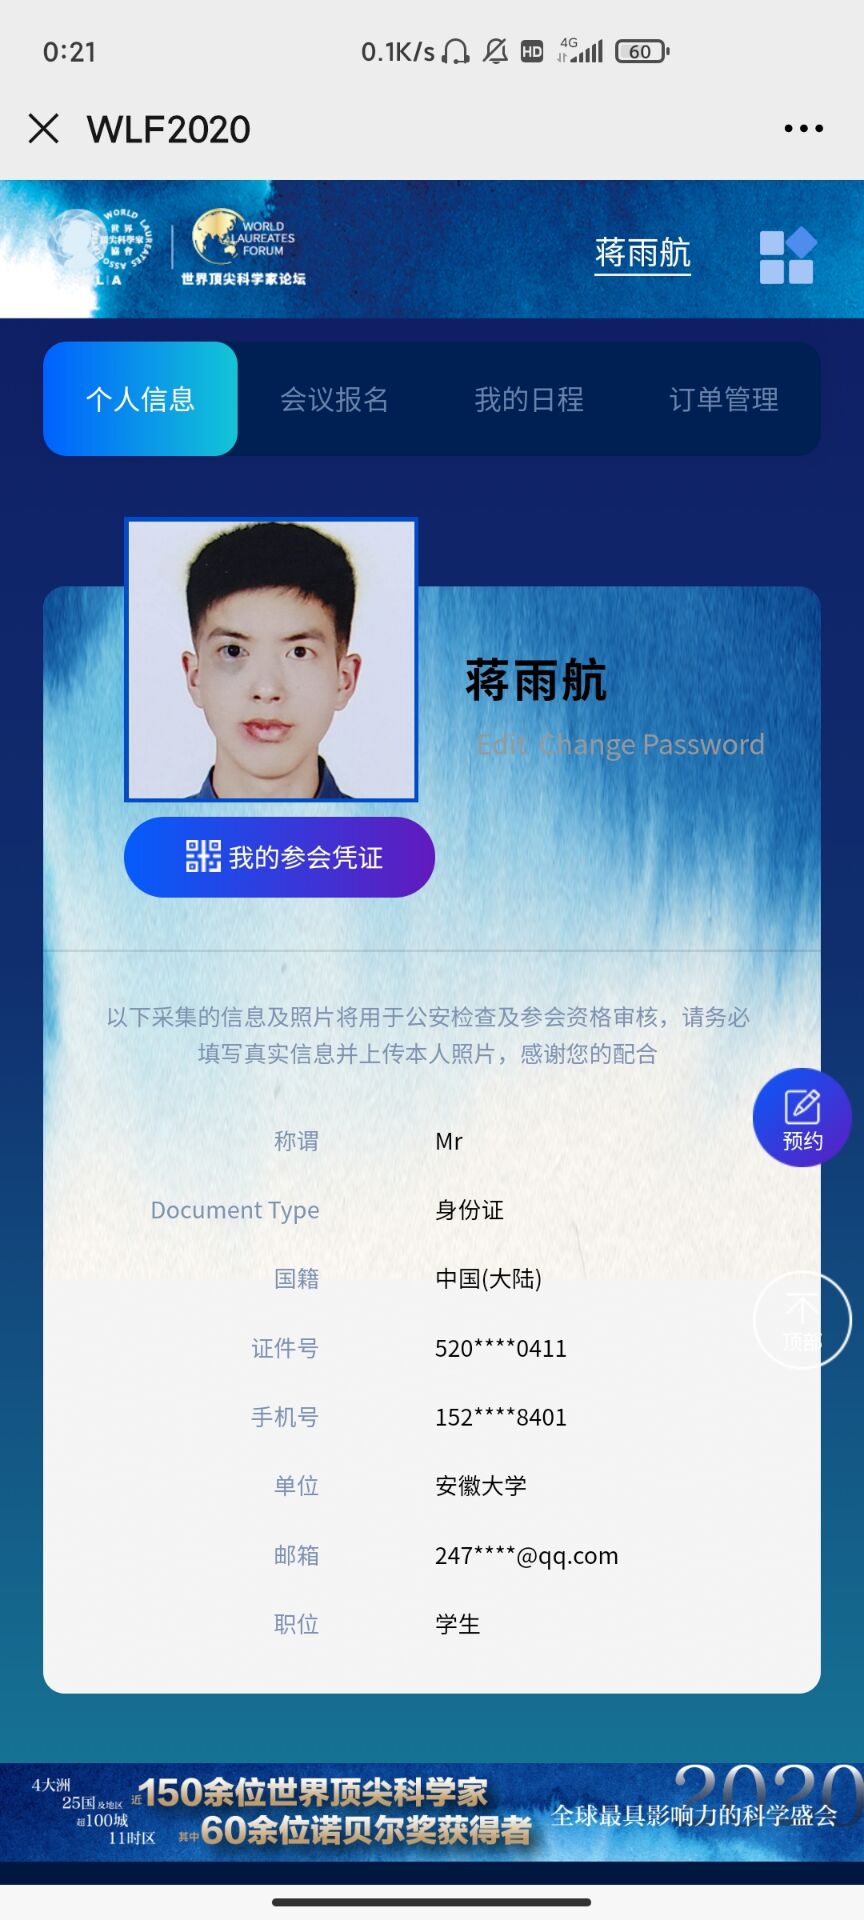 0:21
0.1K/s HD 4G 60
WLF2020
WORLD LAUREATES ASSOCIATION
世界
頂尖科學家
協會
WORLD
LAUREATES
FORUM
世界顶尖科学家论坛
蒋雨航
个人信息 会议报名 我的日程 订单管理
蒋雨航
Edit Change Password
我的参会凭证
以下采集的信息及照片将用于公安检查及参会资格审核，请务必
填写真实信息并上传本人照片，感谢您的配合
称谓 Mr
预约
Document Type 身份证
国籍 中国(大陆)
顶部
证件号 520****0411
手机号 152****8401
单位 安徽大学
邮箱 247****@qq.com
职位 学生
4大洲
25国及地区
超100城
11时区
近150余位世界顶尖科学家
其中60余位诺贝尔奖获得者
2020
全球最具影响力的科学盛会